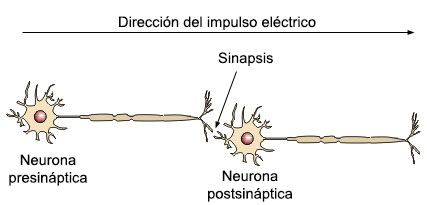 Dirección del impulso eléctrico
Sinapsis
Neurona
presináptica
Neurona
postsináptica